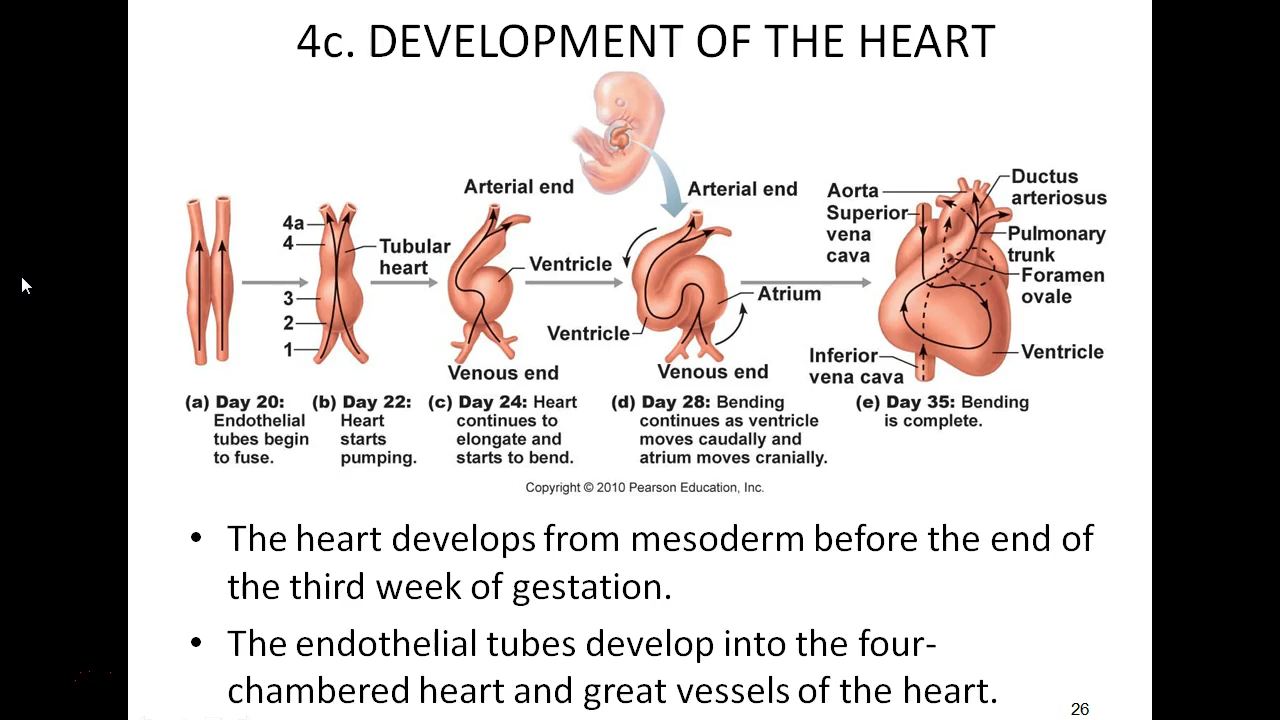 4c. DEVELOPMENT OF THE HEART
Arterial end
Arterial end
Aorta
Superior
vena
cava
Ductus
arteriosus
4a
4
Tubular
heart
3
2
1
Ventricle
Ventricle
Atrium
Pulmonary
trunk
Foramen
ovale
Ventricle
Inferior
vena cava
Venous end
Venous end
(a) Day 20:
Endothelial
tubes begin
to fuse.
(b) Day 22:
Heart
starts
pumping.
(c) Day 24: Heart
continues to
elongate and
starts to bend.
(d) Day 28: Bending
continues as ventricle
moves caudally and
atrium moves cranially.
(e) Day 35: Bending
is complete.
Copyright © 2010 Pearson Education, Inc.
• The heart develops from mesoderm before the end of
the third week of gestation.
• The endothelial tubes develop into the four-
chambered heart and great vessels of the heart.
26